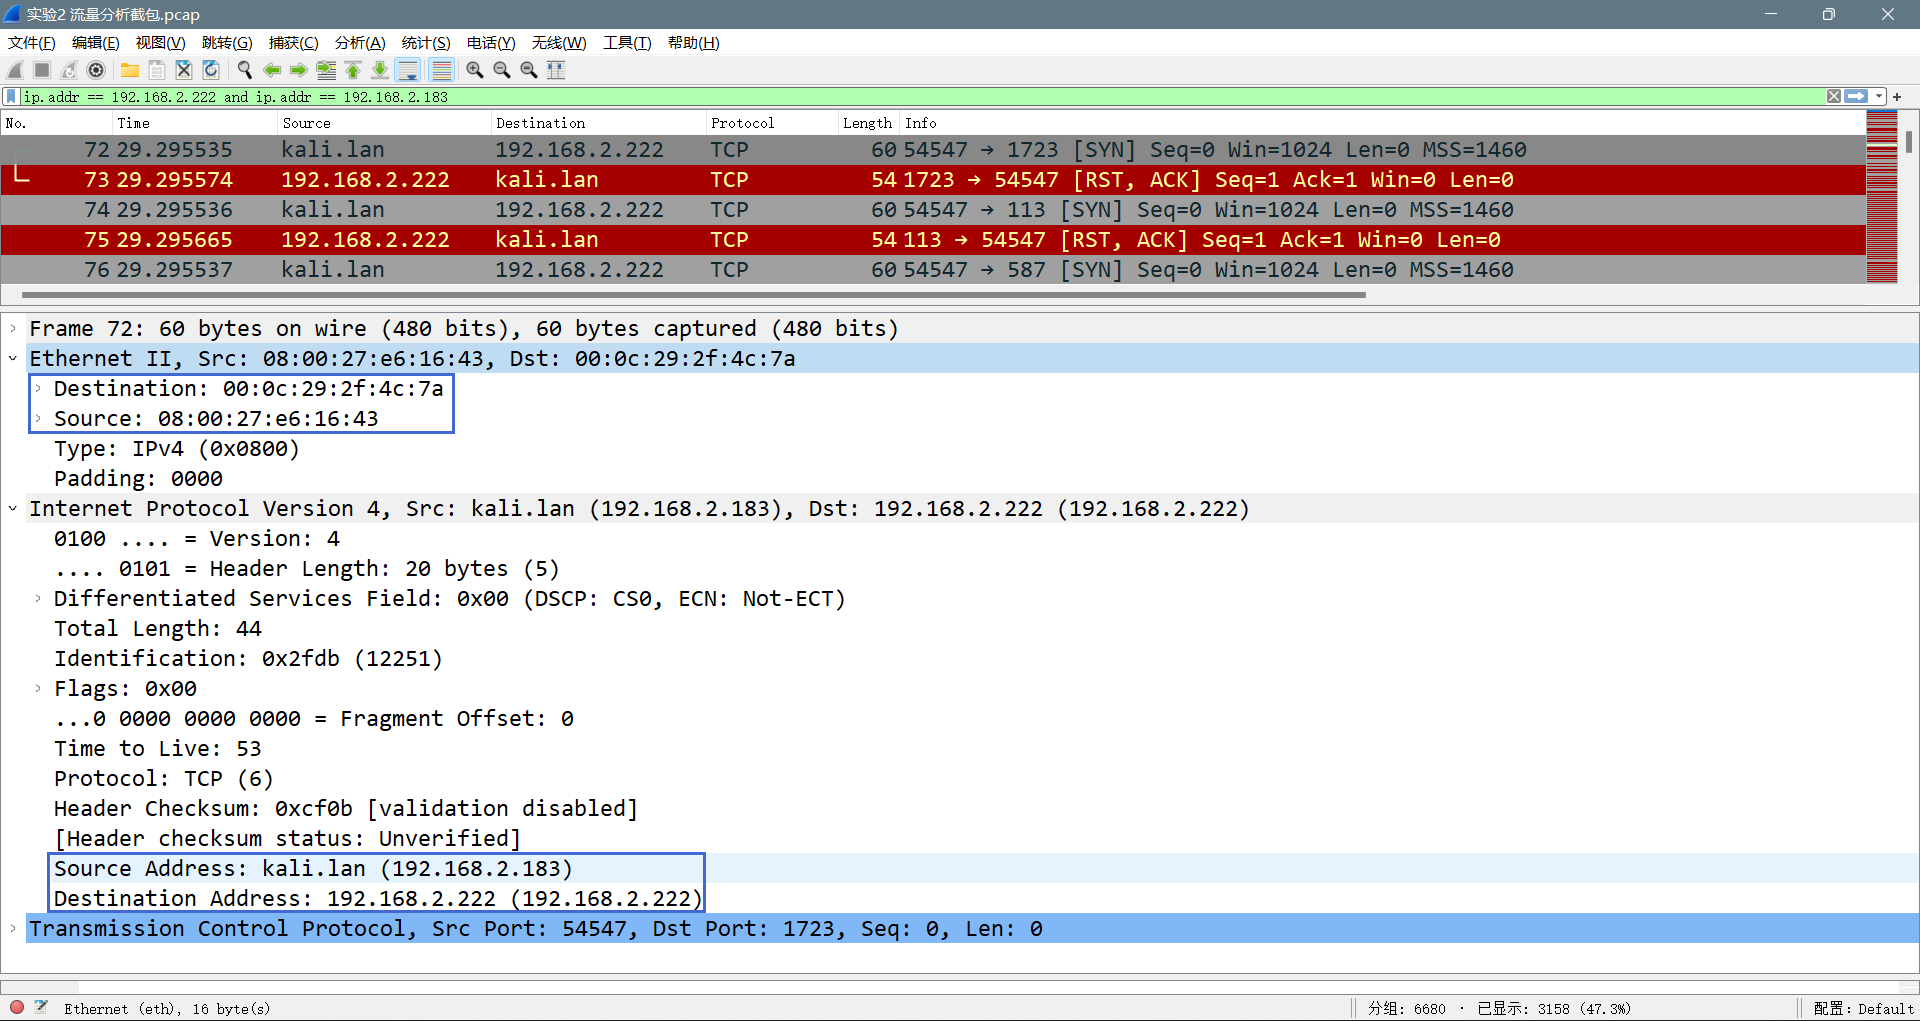 实验2 流量分析截包.pcap
文件(F) 编辑(E) 视图(V) 跳转(G) 捕获(C) 分析(A) 统计(S) 电话(Y) 无线(W) 工具(T) 帮助(H)
ip.addr == 192.168.2.222 and ip.addr == 192.168.2.183
No. Time Source Destination Protocol Length Info
72 29.295535 kali.lan 192.168.2.222 TCP 60 54547 → 1723 [SYN] Seq=0 Win=1024 Len=0 MSS=1460
73 29.295574 192.168.2.222 kali.lan TCP 54 1723 → 54547 [RST, ACK] Seq=1 Ack=1 Win=0 Len=0
74 29.295536 kali.lan 192.168.2.222 TCP 60 54547 → 113 [SYN] Seq=0 Win=1024 Len=0 MSS=1460
75 29.295665 192.168.2.222 kali.lan TCP 54 113 → 54547 [RST, ACK] Seq=1 Ack=1 Win=0 Len=0
76 29.295537 kali.lan 192.168.2.222 TCP 60 54547 → 587 [SYN] Seq=0 Win=1024 Len=0 MSS=1460
Frame 72: 60 bytes on wire (480 bits), 60 bytes captured (480 bits)
Ethernet II, Src: 08:00:27:e6:16:43, Dst: 00:0c:29:2f:4c:7a
Destination: 00:0c:29:2f:4c:7a
Source: 08:00:27:e6:16:43
Type: IPv4 (0x0800)
Padding: 0000
Internet Protocol Version 4, Src: kali.lan (192.168.2.183), Dst: 192.168.2.222 (192.168.2.222)
0100 .... = Version: 4
.... 0101 = Header Length: 20 bytes (5)
Differentiated Services Field: 0x00 (DSCP: CS0, ECN: Not-ECT)
Total Length: 44
Identification: 0x2fdb (12251)
Flags: 0x00
...0 0000 0000 0000 = Fragment Offset: 0
Time to Live: 53
Protocol: TCP (6)
Header Checksum: 0xcf0b [validation disabled]
[Header checksum status: Unverified]
Source Address: kali.lan (192.168.2.183)
Destination Address: 192.168.2.222 (192.168.2.222)
Transmission Control Protocol, Src Port: 54547, Dst Port: 1723, Seq: 0, Len: 0
Ethernet (eth), 16 byte(s) 分组: 6680 · 已显示: 3158 (47.3%) 配置: Default